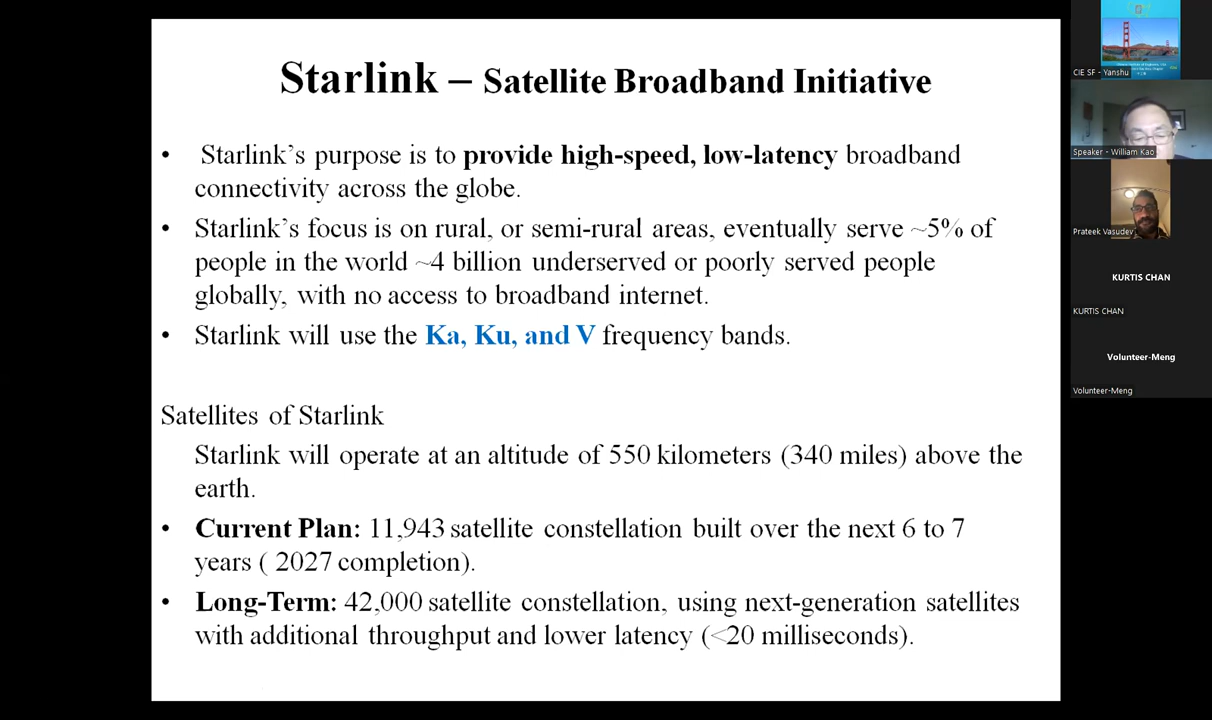 Starlink – Satellite Broadband Initiative
• Starlink's purpose is to provide high-speed, low-latency broadband
connectivity across the globe.
• Starlink's focus is on rural, or semi-rural areas, eventually serve ~5% of
people in the world ~4 billion underserved or poorly served people
globally, with no access to broadband internet.
• Starlink will use the Ka, Ku, and V frequency bands.
Satellites of Starlink
Starlink will operate at an altitude of 550 kilometers (340 miles) above the
earth.
• Current Plan: 11,943 satellite constellation built over the next 6 to 7
years ( 2027 completion).
• Long-Term: 42,000 satellite constellation, using next-generation satellites
with additional throughput and lower latency (<20 milliseconds).
CIE SF - Yanshu
Speaker - William Kao
Prateek Vasudev
KURTIS CHAN
KURTIS CHAN
Volunteer-Meng
Volunteer-Meng